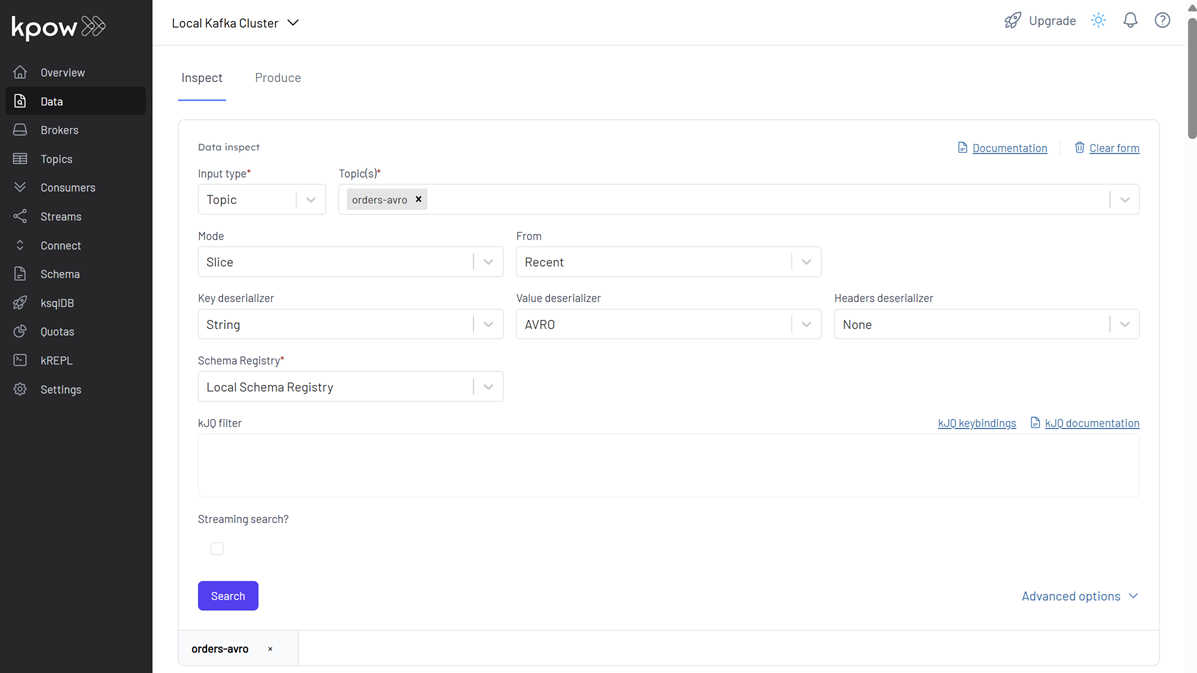 kpow
Local Kafka Cluster
Upgrade
Overview
Data
Brokers
Topics
Consumers
Streams
Connect
Schema
ksqlDB
Quotas
kREPL
Settings
Inspect Produce
Data inspect
Documentation
Clear form
Input type* Topic(s)*
Topic orders-avro ×
Mode From
Slice Recent
Key deserializer Value deserializer Headers deserializer
String AVRO None
Schema Registry*
Local Schema Registry
kJQ filter kJQ keybindings kJQ documentation
Streaming search?
Search Advanced options
orders-avro ×